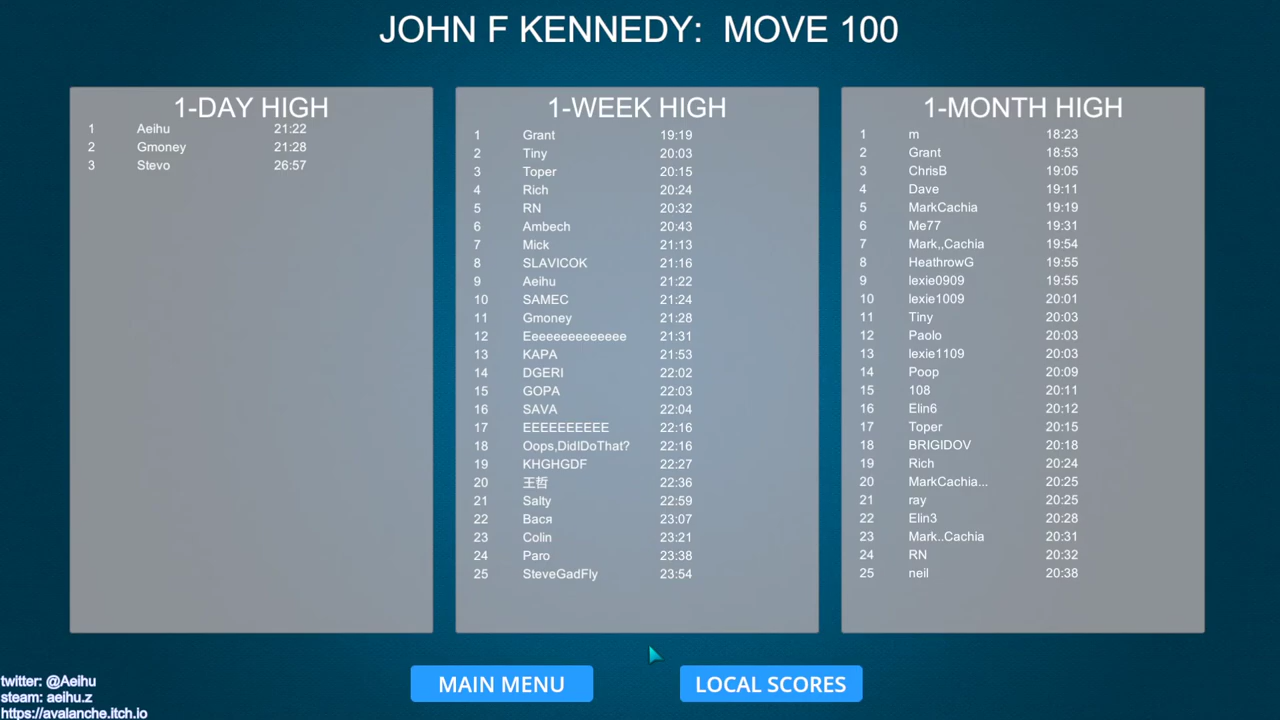 JOHN F KENNEDY: MOVE 100
1-DAY HIGH
1 Aeihu 21:22
2 Gmoney 21:28
3 Stevo 26:57
1-WEEK HIGH
1 Grant 19:19
2 Tiny 20:03
3 Toper 20:15
4 Rich 20:24
5 RN 20:32
6 Ambech 20:43
7 Mick 21:13
8 SLAVICOK 21:16
9 Aeihu 21:22
10 SAMEC 21:24
11 Gmoney 21:28
12 Eeeeeeeeeeeee 21:31
13 KAPA 21:53
14 DGERI 22:02
15 GOPA 22:03
16 SAVA 22:04
17 EEEEEEEEEE 22:16
18 Oops,DidIDoThat? 22:16
19 KHGHGDF 22:27
20 王哲 22:36
21 Salty 22:59
22 Вася 23:07
23 Colin 23:21
24 Paro 23:38
25 SteveGadFly 23:54
1-MONTH HIGH
1 m 18:23
2 Grant 18:53
3 ChrisB 19:05
4 Dave 19:11
5 MarkCachia 19:19
6 Me77 19:31
7 Mark,,Cachia 19:54
8 HeathrowG 19:55
9 lexie0909 19:55
10 lexie1009 20:01
11 Tiny 20:03
12 Paolo 20:03
13 lexie1109 20:03
14 Poop 20:09
15 108 20:11
16 Elin6 20:12
17 Toper 20:15
18 BRIGIDOV 20:18
19 Rich 20:24
20 MarkCachia... 20:25
21 ray 20:25
22 Elin3 20:28
23 Mark..Cachia 20:31
24 RN 20:32
25 neil 20:38
MAIN MENU
LOCAL SCORES
twitter: @Aeihu
steam: aeihu.z
https://avalanche.itch.io